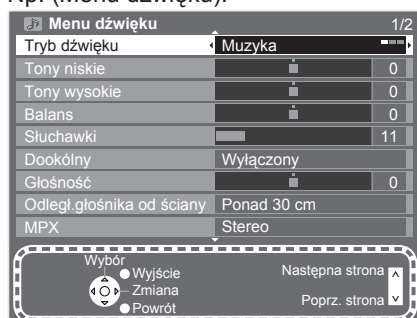 Np. (Menu dźwięku):
Menu dźwięku 1/2
Tryb dźwięku Muzyka
Tony niskie 0
Tony wysokie 0
Balans 0
Słuchawki 11
Dookólny Wyłączony
Głośność 0
Odległ.głośnika od ściany Ponad 30 cm
MPX Stereo
Wybór
Wyjście
Zmiana
Powrót
Następna strona
Poprz. strona